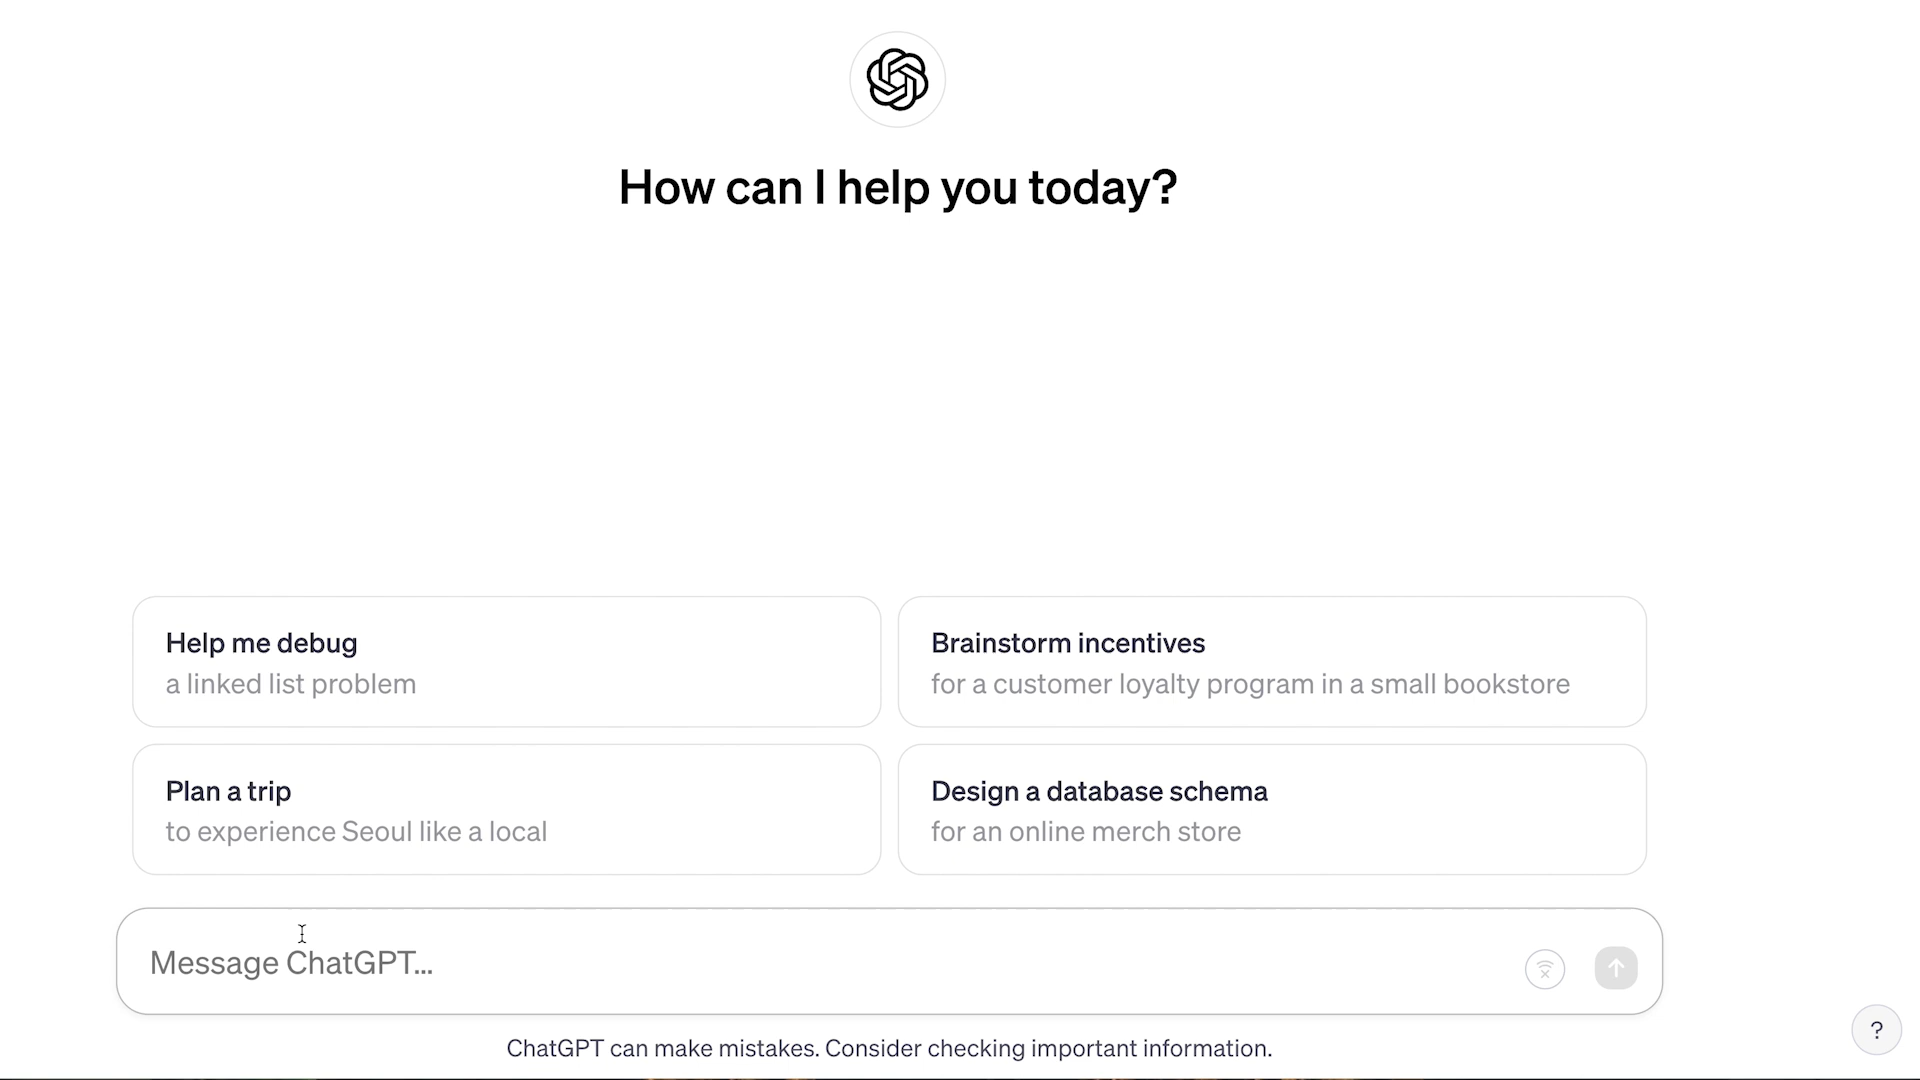 How can I help you today?
Help me debug
a linked list problem
Brainstorm incentives
for a customer loyalty program in a small bookstore
Plan a trip
to experience Seoul like a local
Design a database schema
for an online merch store
Message ChatGPT...
ChatGPT can make mistakes. Consider checking important information.
?